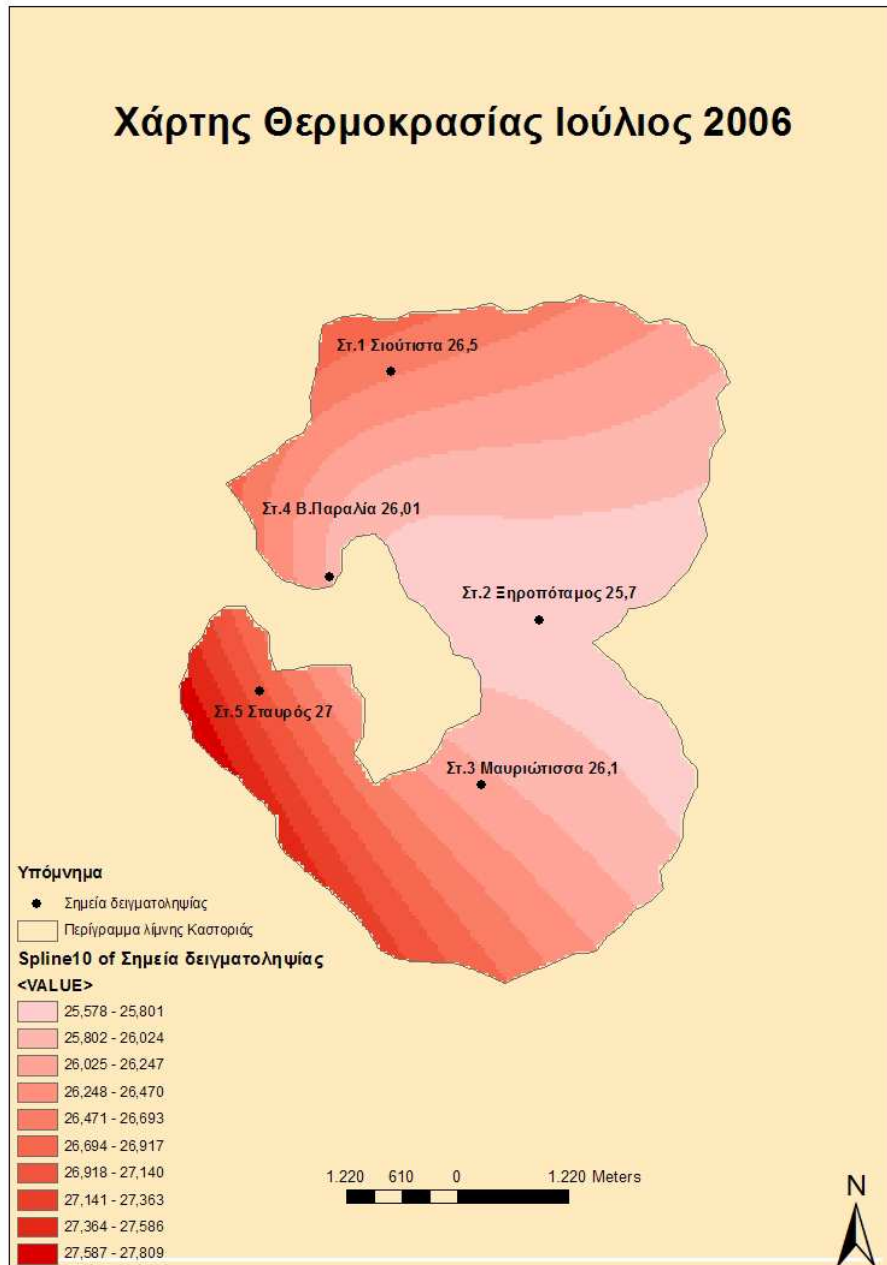 Χάρτης Θερμοκρασίας Ιούλιος 2006
Στ.1 Σιούτιστα 26,5
Στ.4 Β.Παραλία 26,01
Στ.2 Ξηροπόταμος 25,7
Στ.5 Σταυρός 27
Στ.3 Μαυριώτισσα 26,1
Υπόμνημα
Σημεία δειγματοληψίας
Περίγραμμα λίμνης Καστοριάς
Spline10 of Σημεία δειγματοληψίας
<VALUE>
25,578 - 25,801
25,802 - 26,024
26,025 - 26,247
26,248 - 26,470
26,471 - 26,693
26,694 - 26,917
26,918 - 27,140
27,141 - 27,363
27,364 - 27,586
27,587 - 27,809
1.220 610 0 1.220 Meters
N